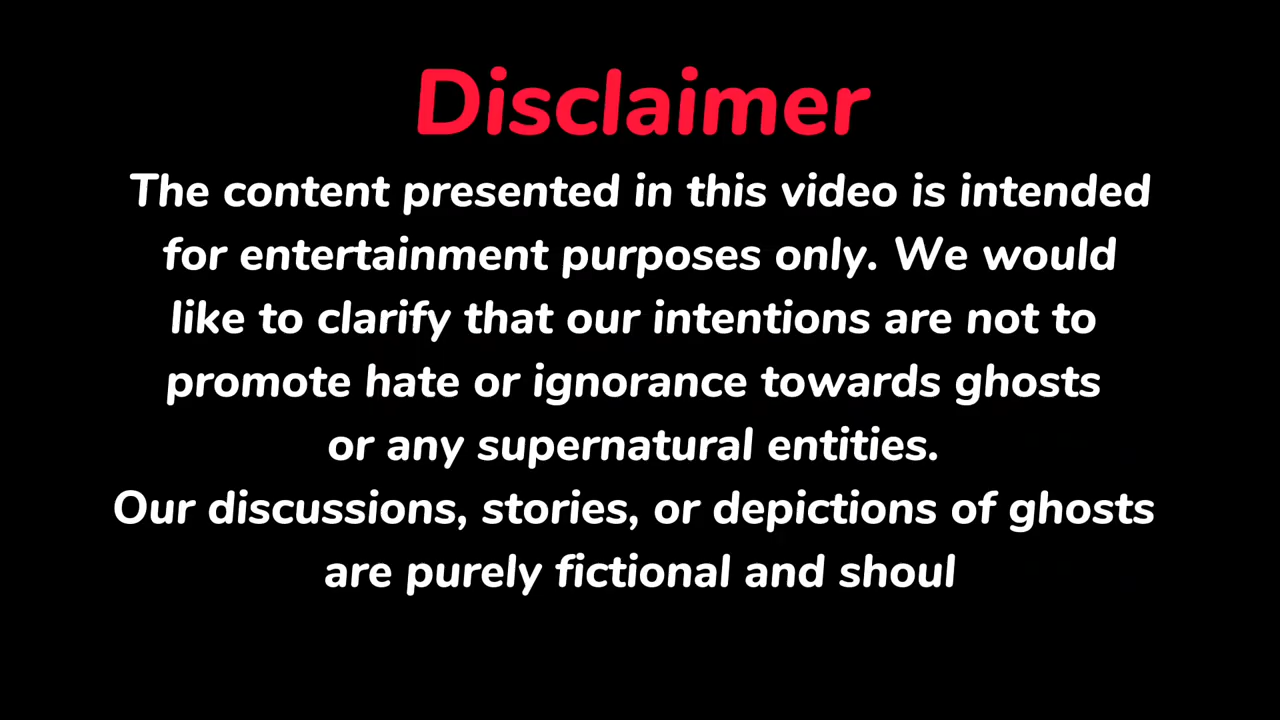 Disclaimer
The content presented in this video is intended
for entertainment purposes only. We would
like to clarify that our intentions are not to
promote hate or ignorance towards ghosts
or any supernatural entities.
Our discussions, stories, or depictions of ghosts
are purely fictional and shoul